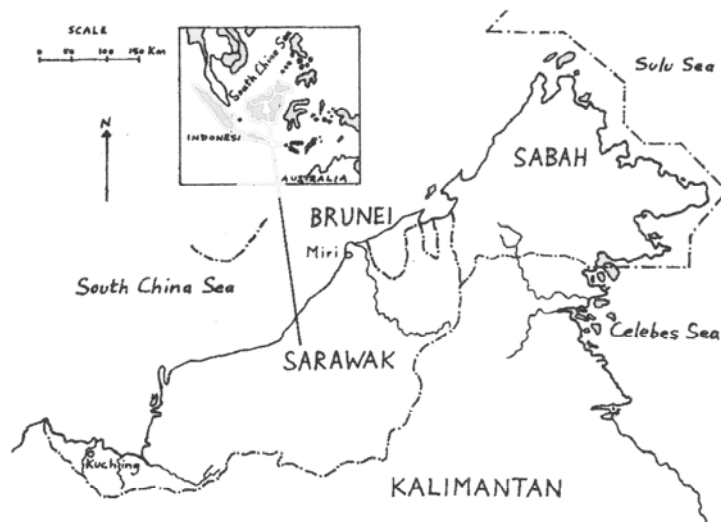 SCALE
0 50 100 150 Km
N
South China Sea
INDONESI
AUSTRALIA
Sulu Sea
SABAH
BRUNEI
Miri
South China Sea
Celebes Sea
SARAWAK
Kuching
KALIMANTAN